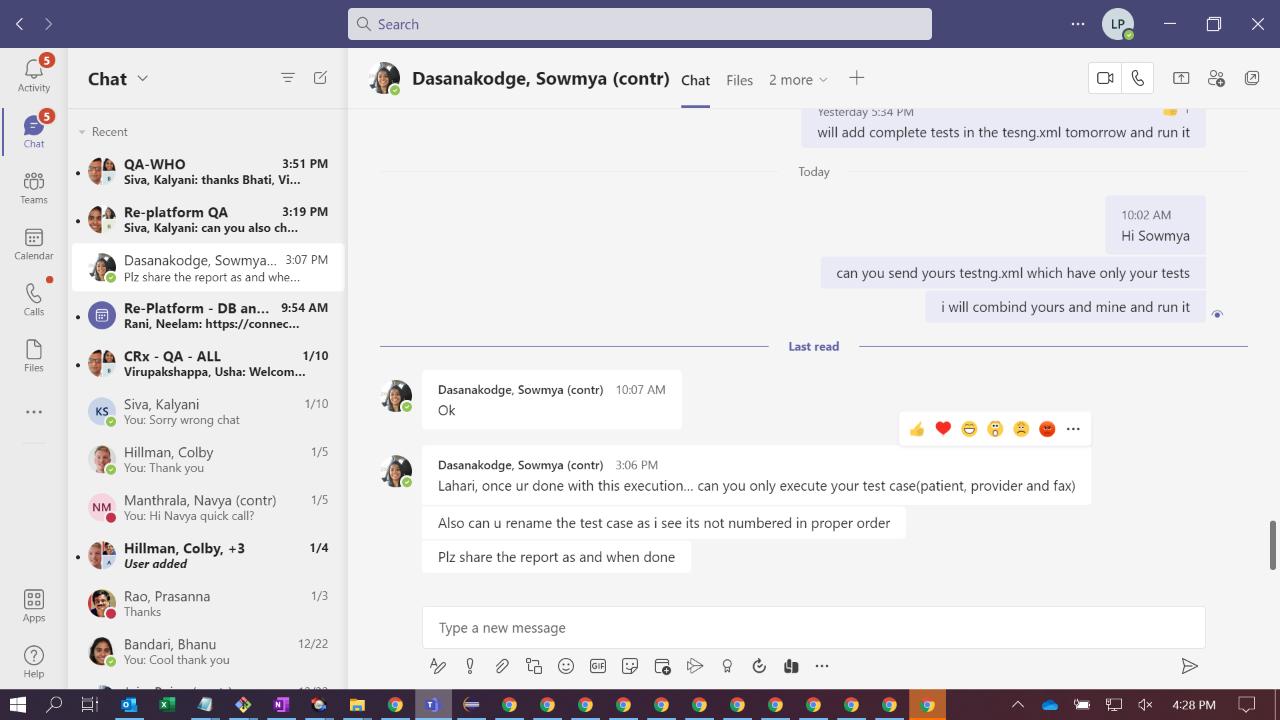 Search
LP
5
Activity
5
Chat
Teams
Calendar
Calls
Files
Apps
Help
Chat
Recent
QA-WHO 3:51 PM
Siva, Kalyani: thanks Bhati, Vi...
Re-platform QA 3:19 PM
Siva, Kalyani: can you also ch...
Dasanakodge, Sowmya... 3:07 PM
Plz share the report as and whe...
Re-Platform - DB an... 9:54 AM
Rani, Neelam: https://connec...
CRx - QA - ALL 1/10
Virupakshappa, Usha: Welcom...
KS
Siva, Kalyani 1/10
You: Sorry wrong chat
Hillman, Colby 1/5
You: Thank you
NM
Manthrala, Navya (contr) 1/5
You: Hi Navya quick call?
Hillman, Colby, +3 1/4
User added
Rao, Prasanna 1/3
Thanks
Bandari, Bhanu 12/22
You: Cool thank you
Dasanakodge, Sowmya (contr) Chat Files 2 more
Yesterday 5:34 PM 1
will add complete tests in the tesng.xml tomorrow and run it
Today
10:02 AM
Hi Sowmya
can you send yours testng.xml which have only your tests
i will combind yours and mine and run it
Last read
Dasanakodge, Sowmya (contr) 10:07 AM
Ok
Dasanakodge, Sowmya (contr) 3:06 PM
Lahari, once ur done with this execution... can you only execute your test case(patient, provider and fax)
Also can u rename the test case as i see its not numbered in proper order
Plz share the report as and when done
Type a new message
GIF
4:28 PM